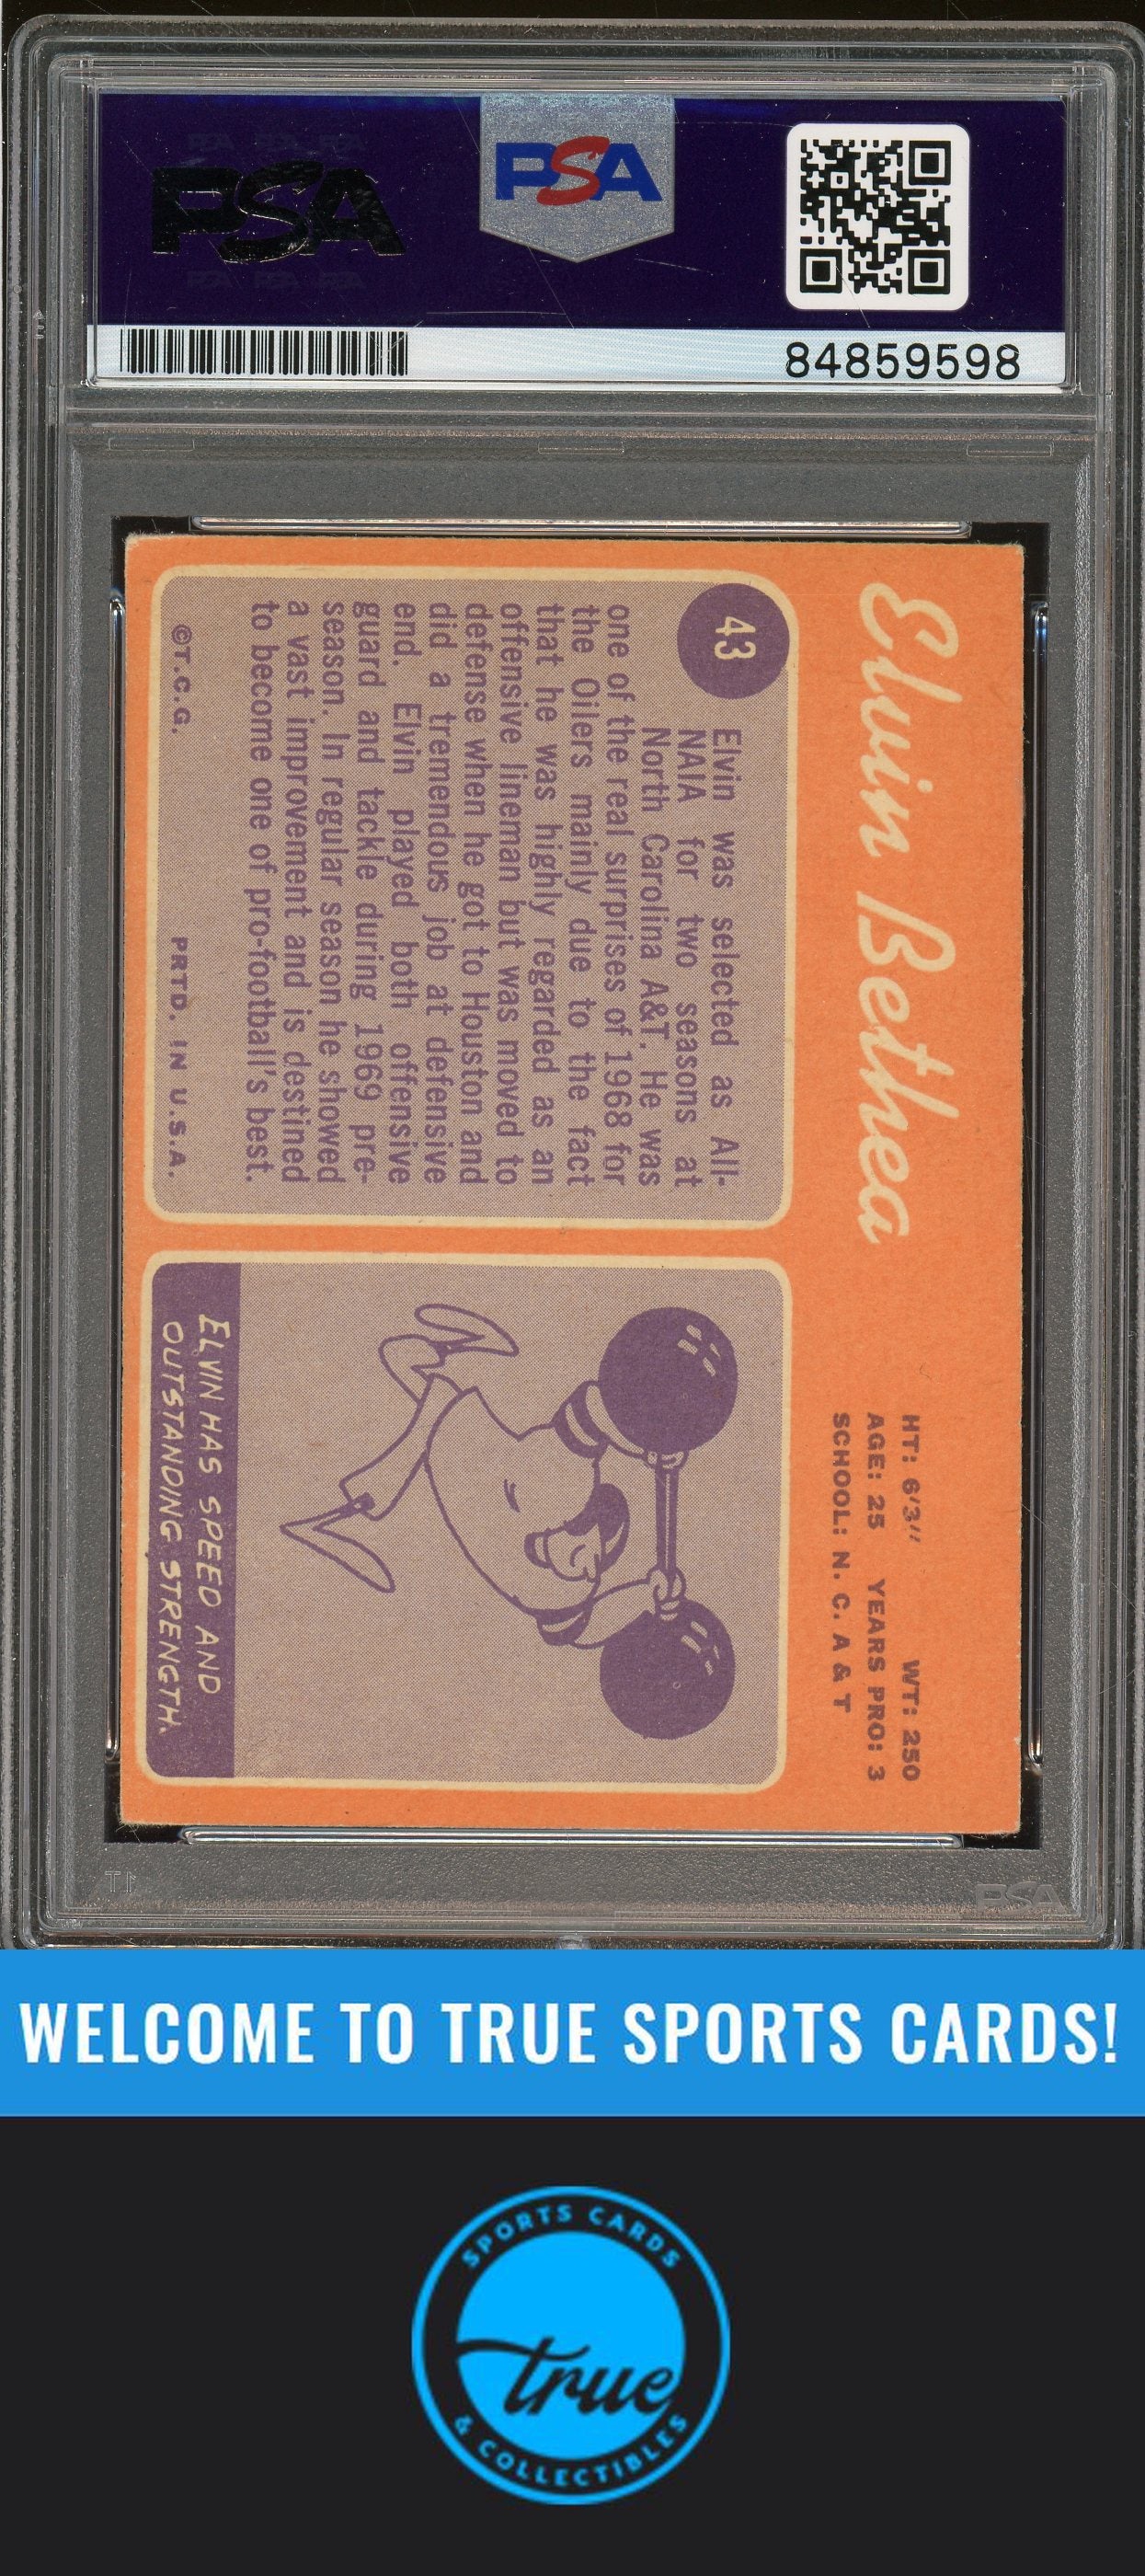 PSA
PSA
84859598
Elvin Bethea
HT: 6'3" WT: 250
AGE: 25 YEARS PRO: 3
SCHOOL: N. C. A & T
43
Elvin was selected as All-
NAIA for two seasons at
North Carolina A&T. He was
one of the real surprises of 1968 for
the Oilers mainly due to the fact
that he was highly regarded as an
offensive lineman but was moved to
defense when he got to Houston and
did a tremendous job at defensive
end. Elvin played both offensive
guard and tackle during 1969 pre-
season. In regular season he showed
a vast improvement and is destined
to become one of pro-football's best.
©T.C.G. PRTD. IN U.S.A.
ELVIN HAS SPEED AND
OUTSTANDING STRENGTH.
PSA
WELCOME TO TRUE SPORTS CARDS!
SPORTS CARDS
true
& COLLECTIBLES